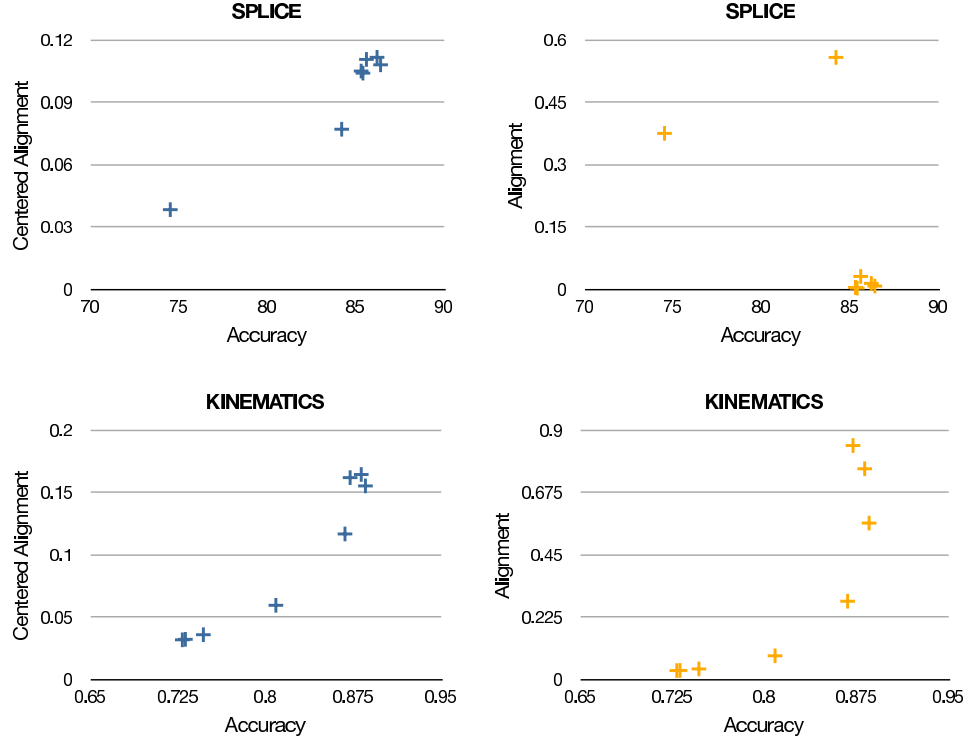 SPLICE
0.12
0.09
0.06
0.03
0
Centered Alignment
70 75 80 85 90
Accuracy
SPLICE
0.6
0.45
0.3
0.15
0
Alignment
70 75 80 85 90
Accuracy
KINEMATICS
0.2
0.15
0.1
0.05
0
Centered Alignment
0.65 0.725 0.8 0.875 0.95
Accuracy
KINEMATICS
0.9
0.675
0.45
0.225
0
Alignment
0.65 0.725 0.8 0.875 0.95
Accuracy